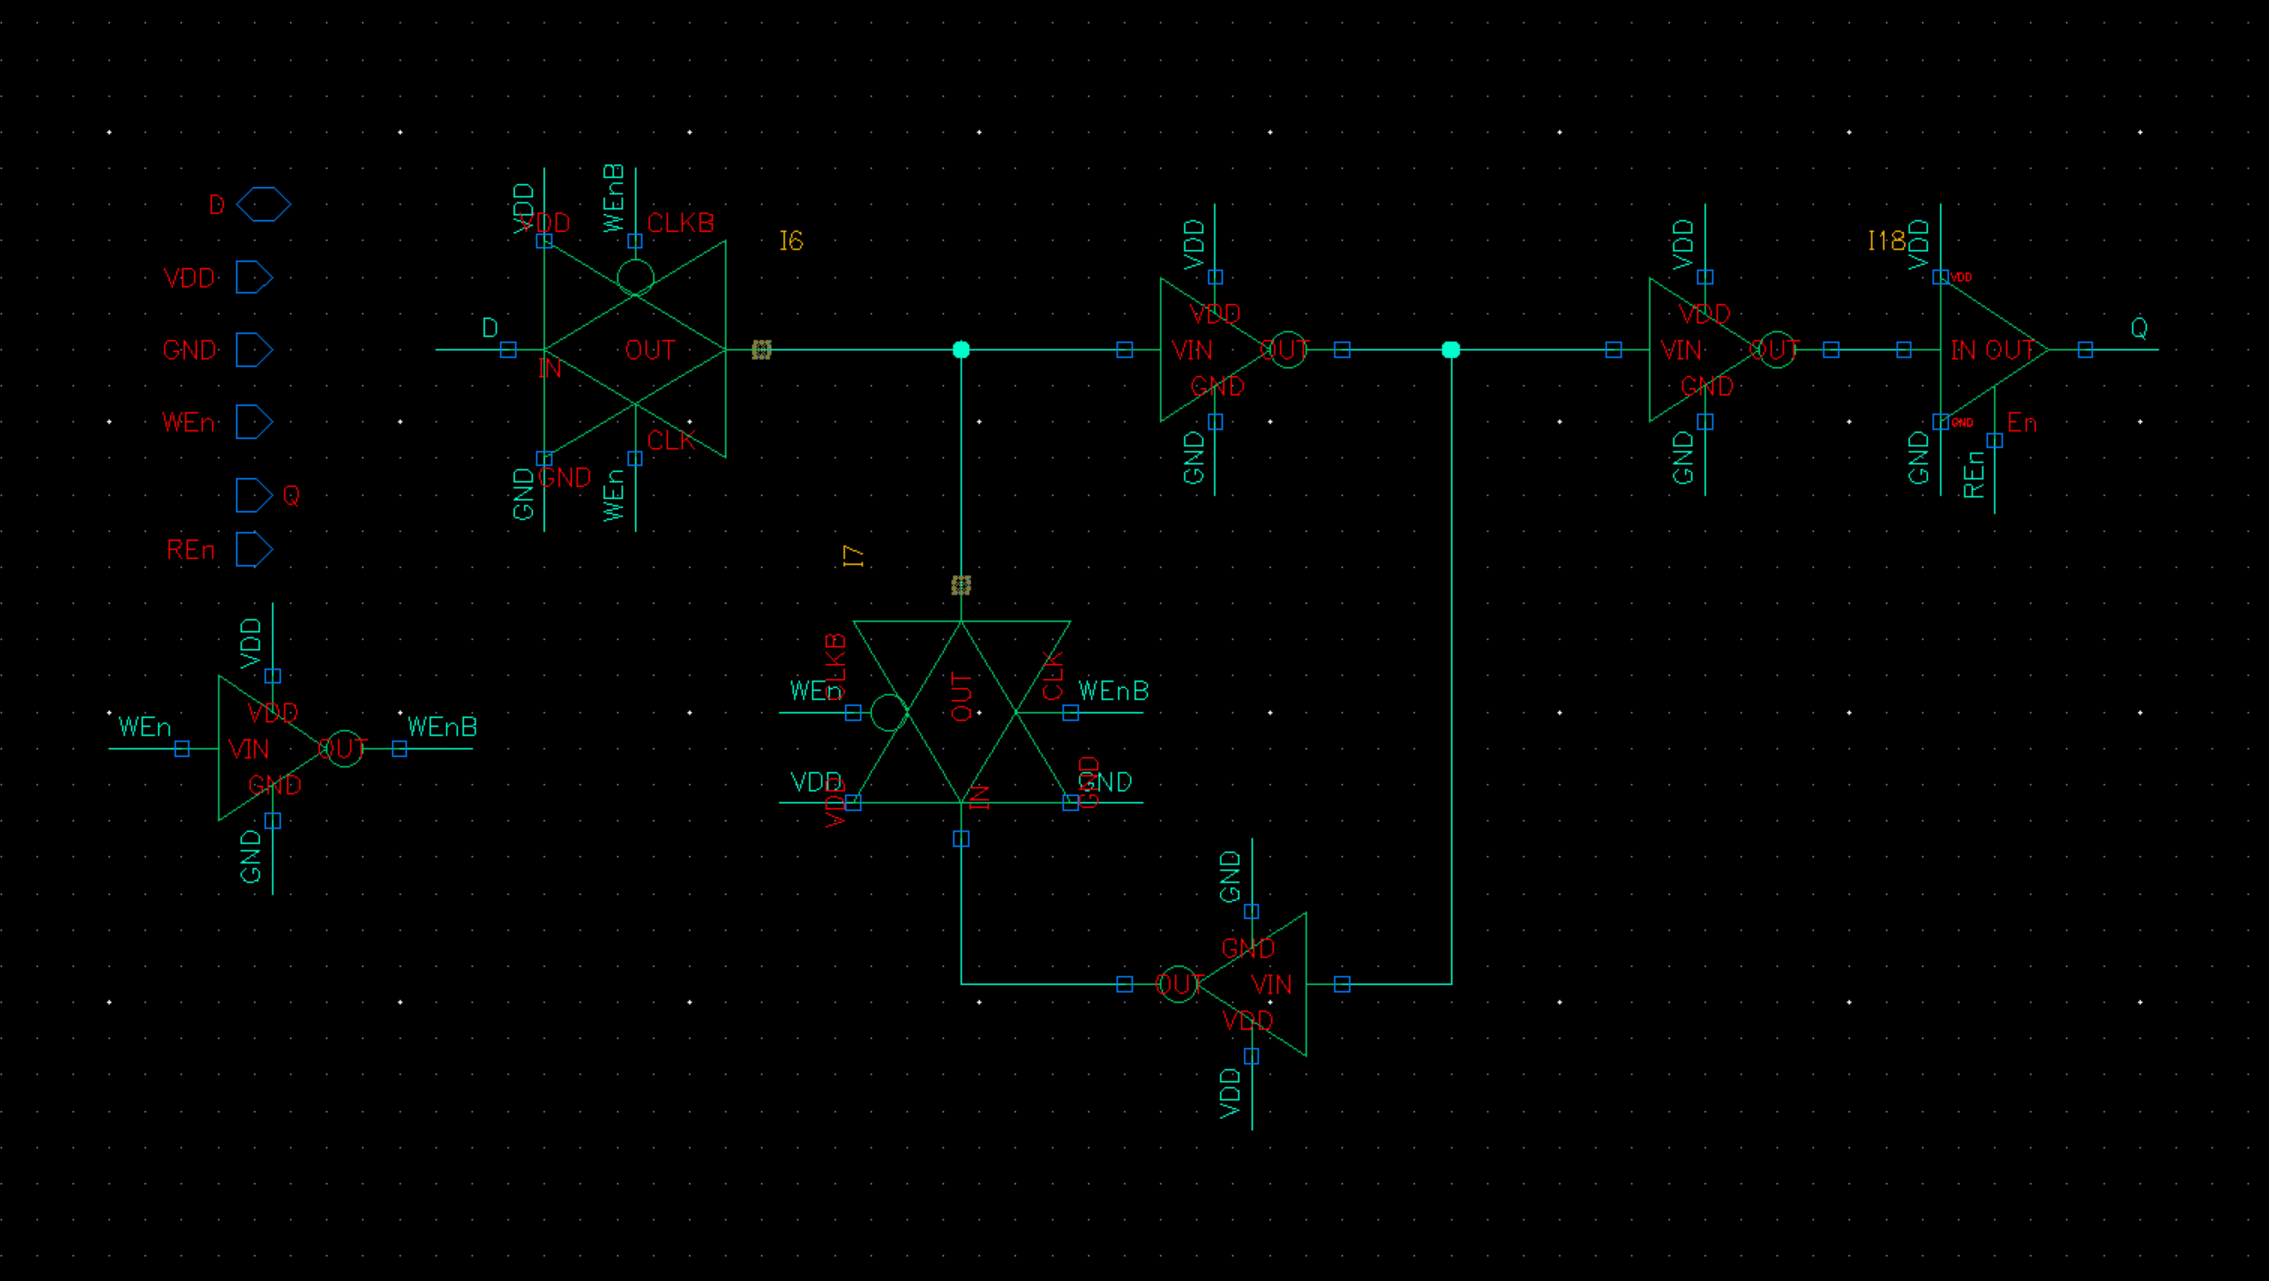 D
VDD
GND
WEn
Q
REn
VDD
WEn
VDD
VIN
OUT
GND
WEnB
GND
VDD
VDD
WEnB
CLKB
I6
D
IN
OUT
CLK
GND
GND
WEn
VDD
VDD
VIN
OUT
GND
GND
VDD
VDD
VIN
OUT
GND
GND
I18
VDD
VDD
IN OUT
GND
En
GND
REn
Q
I7
CLKB
WEn
OUT
CLK
WEnB
VDD
VDD
IN
GND
GND
GND
GND
OUT
VIN
VDD
VDD